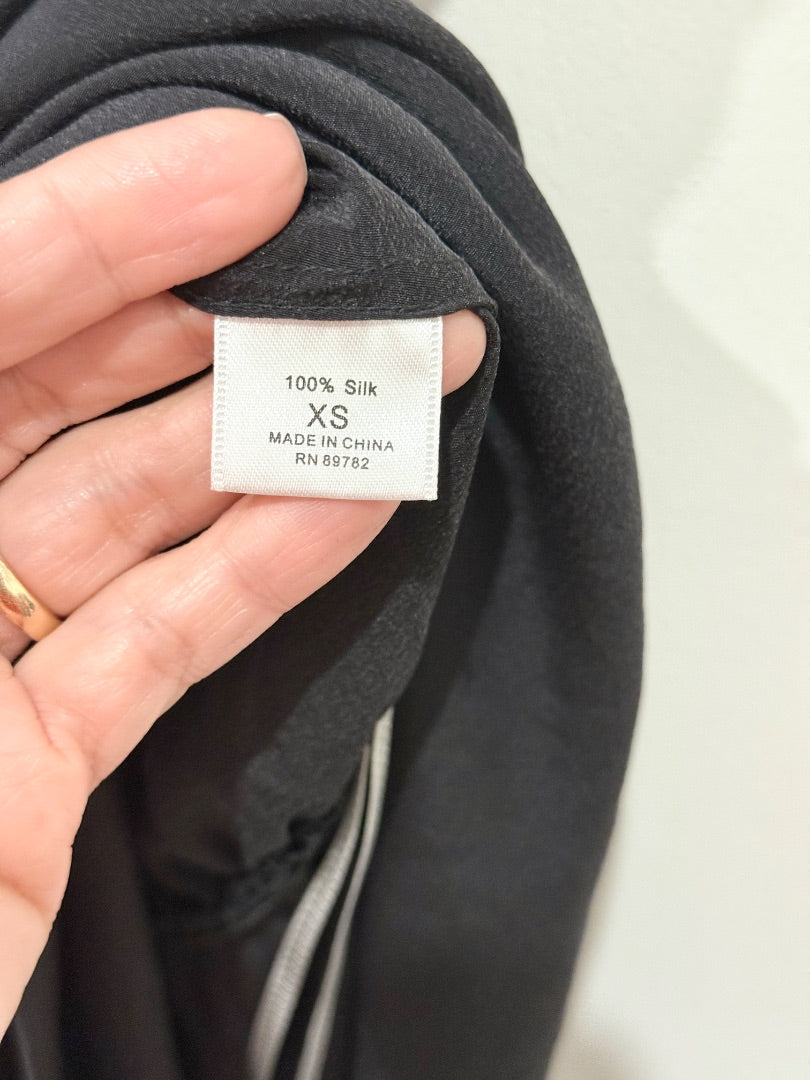 100% Silk
XS
MADE IN CHINA
RN 89782